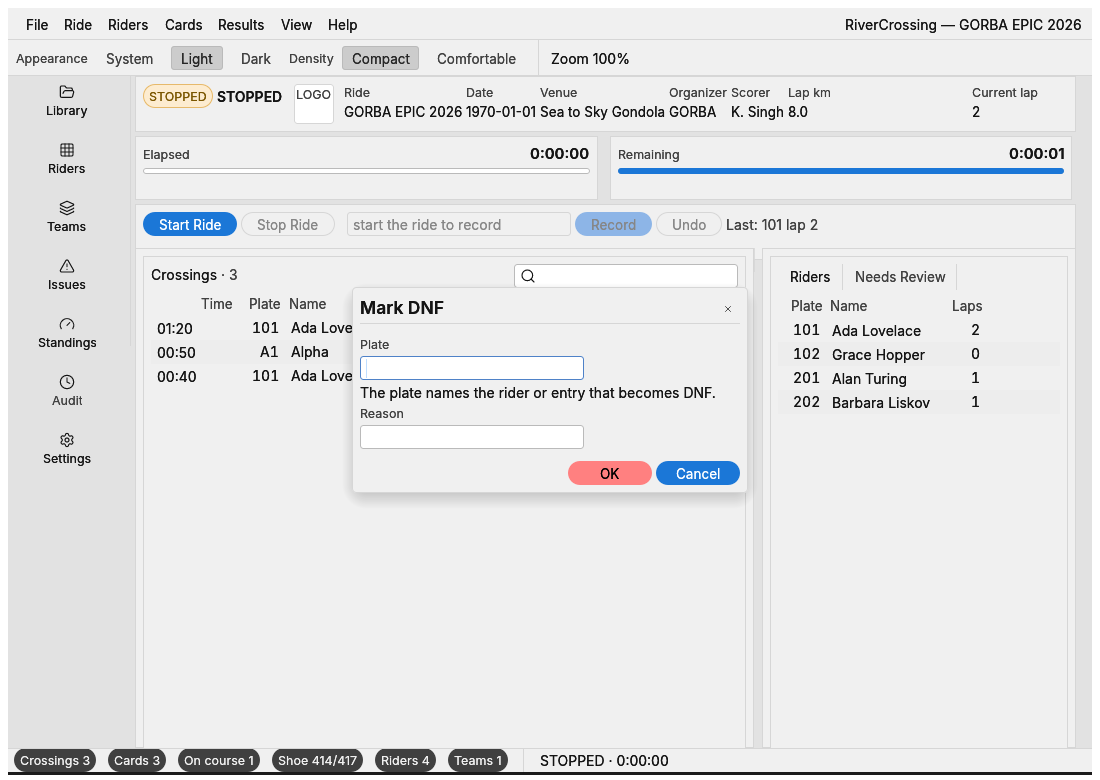 File Ride Riders Cards Results View Help RiverCrossing — GORBA EPIC 2026
Appearance System Light Dark Density Compact Comfortable Zoom 100%
Library
Riders
Teams
Issues
Standings
Audit
Settings
STOPPED STOPPED LOGO
Ride Date Venue Organizer Scorer Lap km Current lap
GORBA EPIC 2026 1970-01-01 Sea to Sky Gondola GORBA K. Singh 8.0 2
Elapsed 0:00:00 Remaining 0:00:01
Start Ride Stop Ride start the ride to record Record Undo Last: 101 lap 2
Crossings · 3
Time Plate Name
01:20 101 Ada Love
00:50 A1 Alpha
00:40 101 Ada Love
Mark DNF ×
Plate
The plate names the rider or entry that becomes DNF.
Reason
OK Cancel
Riders Needs Review
Plate Name Laps
101 Ada Lovelace 2
102 Grace Hopper 0
201 Alan Turing 1
202 Barbara Liskov 1
Crossings 3 Cards 3 On course 1 Shoe 414/417 Riders 4 Teams 1 STOPPED · 0:00:00